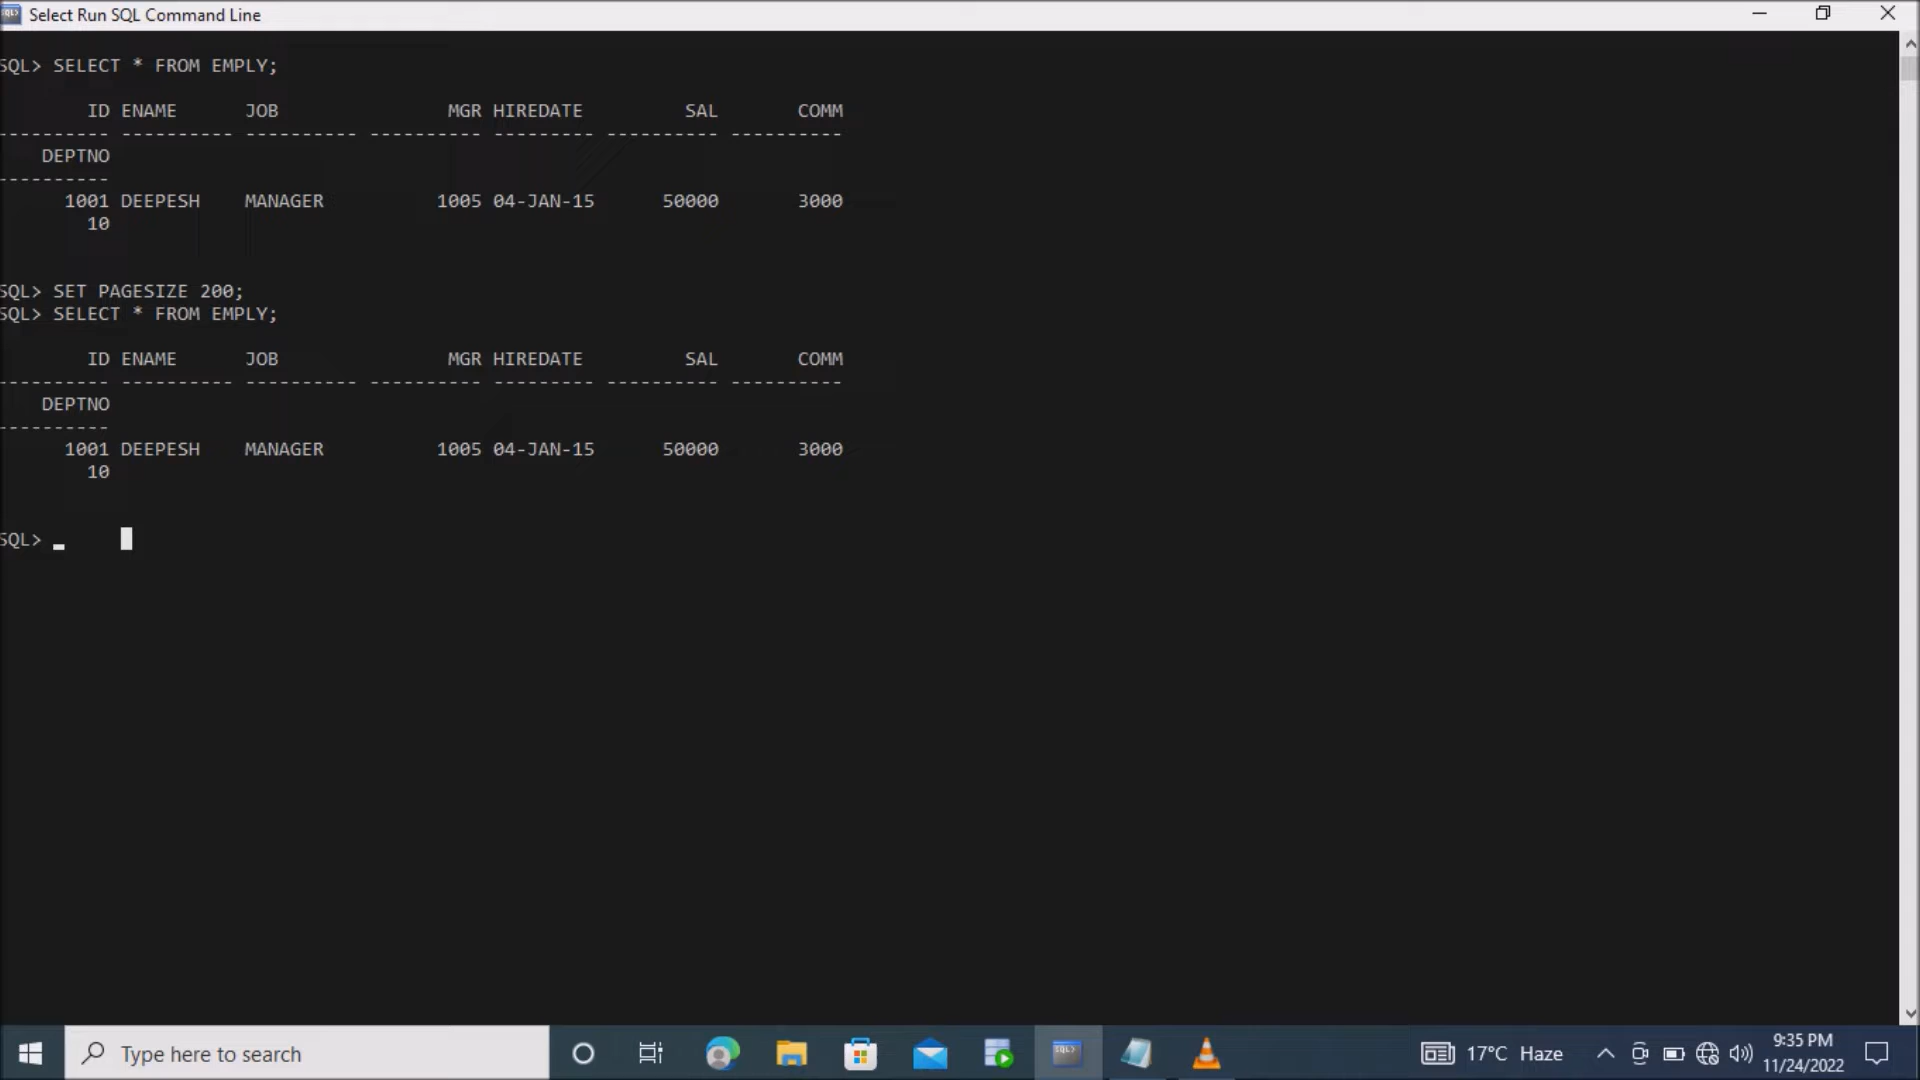 Select Run SQL Command Line
SQL> SELECT * FROM EMPLY;
ID ENAME JOB MGR HIREDATE SAL COMM
---------- ---------- ---------- ---------- --------- ---------- ----------
DEPTNO
----------
1001 DEEPESH MANAGER 1005 04-JAN-15 50000 3000
10
SQL> SET PAGESIZE 200;
SQL> SELECT * FROM EMPLY;
ID ENAME JOB MGR HIREDATE SAL COMM
---------- ---------- ---------- ---------- --------- ---------- ----------
DEPTNO
----------
1001 DEEPESH MANAGER 1005 04-JAN-15 50000 3000
10
SQL> _
Type here to search
17°C Haze
9:35 PM
11/24/2022